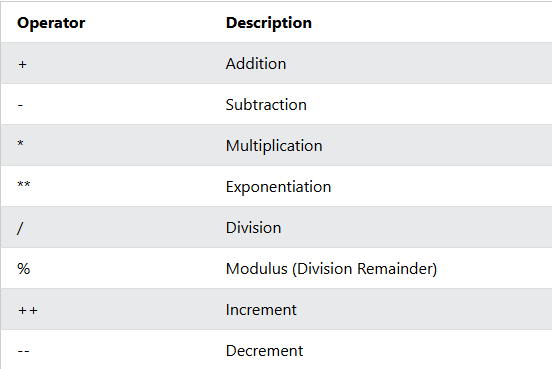 Operator Description
+ Addition
- Subtraction
* Multiplication
** Exponentiation
/ Division
% Modulus (Division Remainder)
++ Increment
-- Decrement